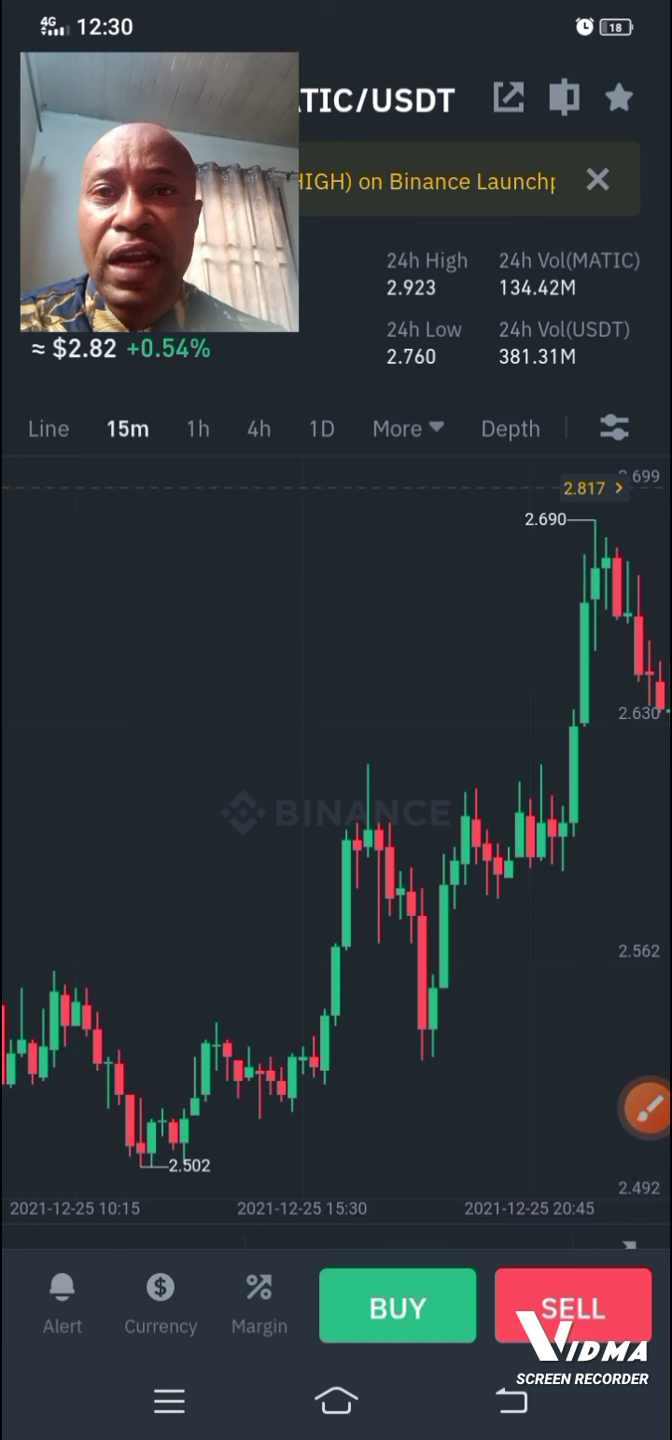 4G 12:30 18
TIC/USDT
HIGH) on Binance Launchp
24h High 24h Vol(MATIC)
2.923 134.42M
24h Low 24h Vol(USDT)
≈ $2.82 +0.54% 2.760 381.31M
Line 15m 1h 4h 1D More Depth
2.699
2.817
2.690
2.630
BINANCE
2.562
2.502
2.492
2021-12-25 10:15 2021-12-25 15:30 2021-12-25 20:45
Alert Currency Margin BUY SELL
VIDMA
SCREEN RECORDER